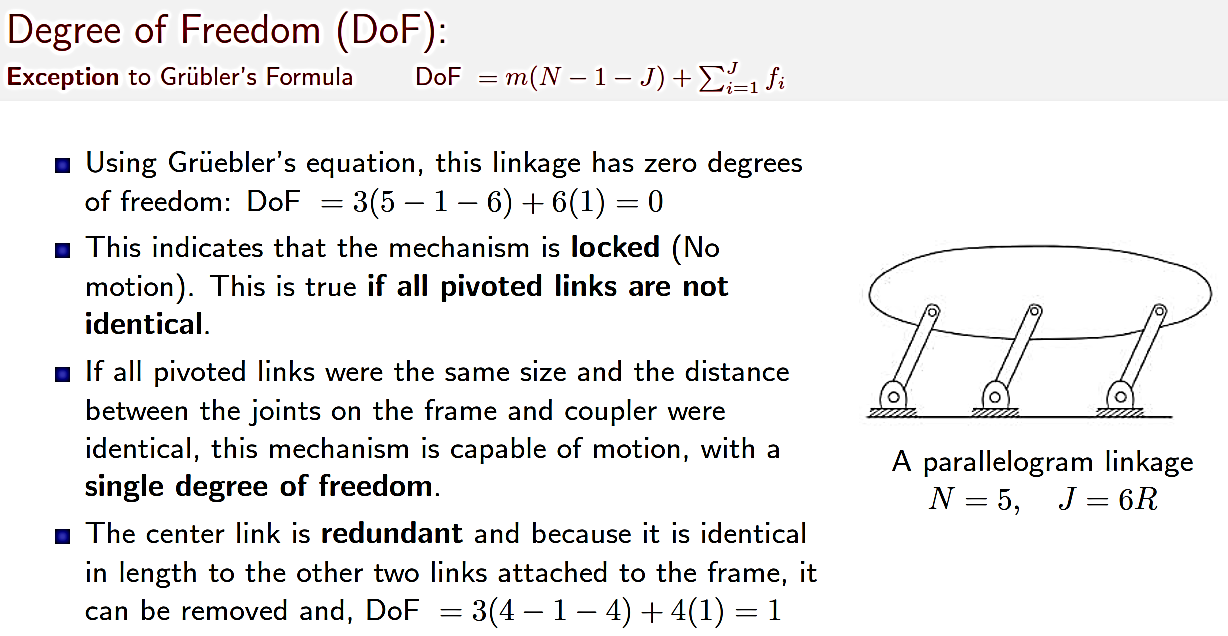 Degree of Freedom (DoF):
Exception to Grübler's Formula DoF = m(N − 1 − J) + ∑_{i=1}^{J} f_i
Using Grüebler's equation, this linkage has zero degrees
of freedom: DoF = 3(5 − 1 − 6) + 6(1) = 0
This indicates that the mechanism is locked (No
motion). This is true if all pivoted links are not
identical.
If all pivoted links were the same size and the distance
between the joints on the frame and coupler were
identical, this mechanism is capable of motion, with a
single degree of freedom.
The center link is redundant and because it is identical
in length to the other two links attached to the frame, it
can be removed and, DoF = 3(4 − 1 − 4) + 4(1) = 1
A parallelogram linkage
N = 5, J = 6R